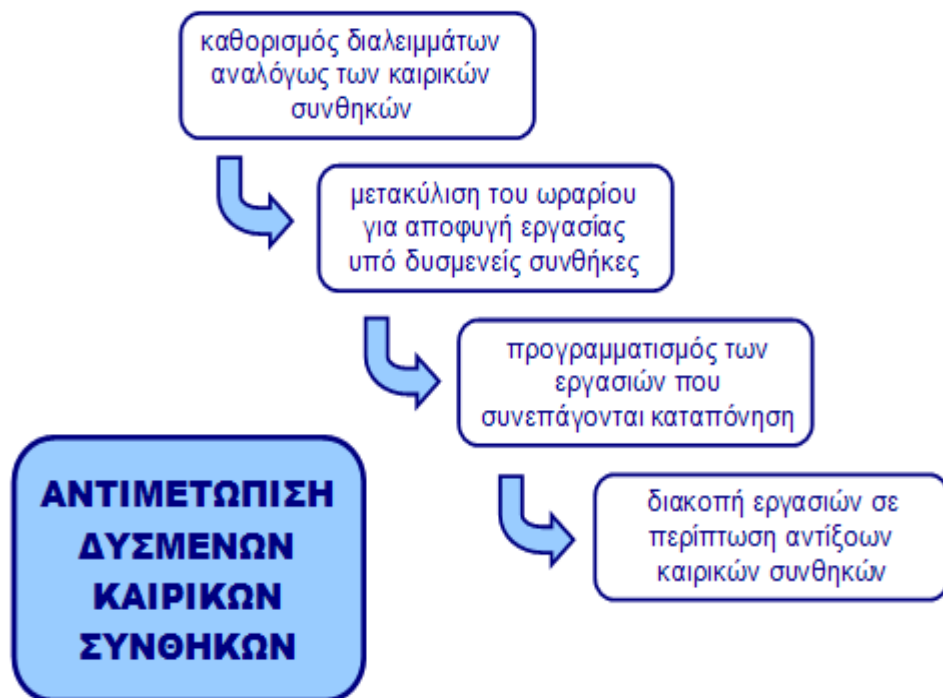 καθορισμός διαλειμμάτων
αναλόγως των καιρικών
συνθηκών
μετακύλιση του ωραρίου
για αποφυγή εργασίας
υπό δυσμενείς συνθήκες
προγραμματισμός των
εργασιών που
συνεπάγονται καταπόνηση
διακοπή εργασιών σε
περίπτωση αντίξοων
καιρικών συνθηκών
ΑΝΤΙΜΕΤΩΠΙΣΗ
ΔΥΣΜΕΝΩΝ
ΚΑΙΡΙΚΩΝ
ΣΥΝΘΗΚΩΝ